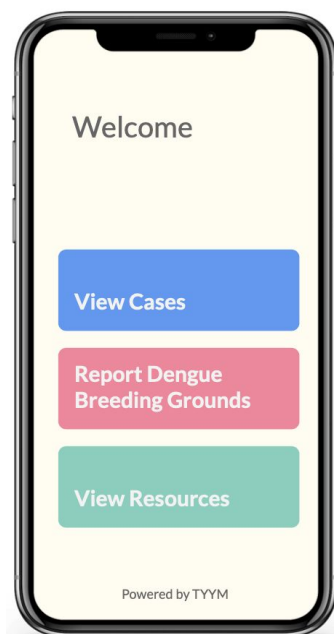 Welcome
View Cases
Report Dengue
Breeding Grounds
View Resources
Powered by TYYM